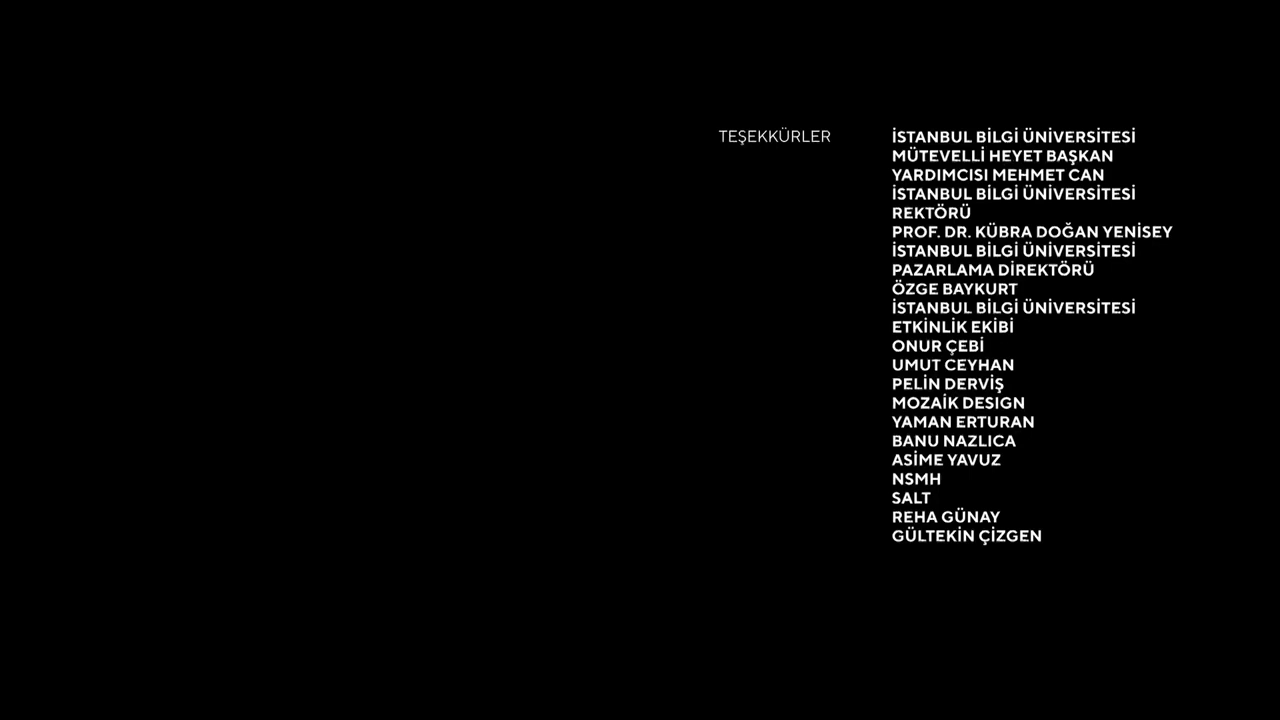 TEŞEKKÜRLER
İSTANBUL BİLGİ ÜNİVERSİTESİ
MÜTEVELLİ HEYET BAŞKAN
YARDIMCISI MEHMET CAN
İSTANBUL BİLGİ ÜNİVERSİTESİ
REKTÖRÜ
PROF. DR. KÜBRA DOĞAN YENİSEY
İSTANBUL BİLGİ ÜNİVERSİTESİ
PAZARLAMA DİREKTÖRÜ
ÖZGE BAYKURT
İSTANBUL BİLGİ ÜNİVERSİTESİ
ETKİNLİK EKİBİ
ONUR ÇEBİ
UMUT CEYHAN
PELİN DERVİŞ
MOZAİK DESIGN
YAMAN ERTURAN
BANU NAZLICA
ASİME YAVUZ
NSMH
SALT
REHA GÜNAY
GÜLTEKİN ÇİZGEN